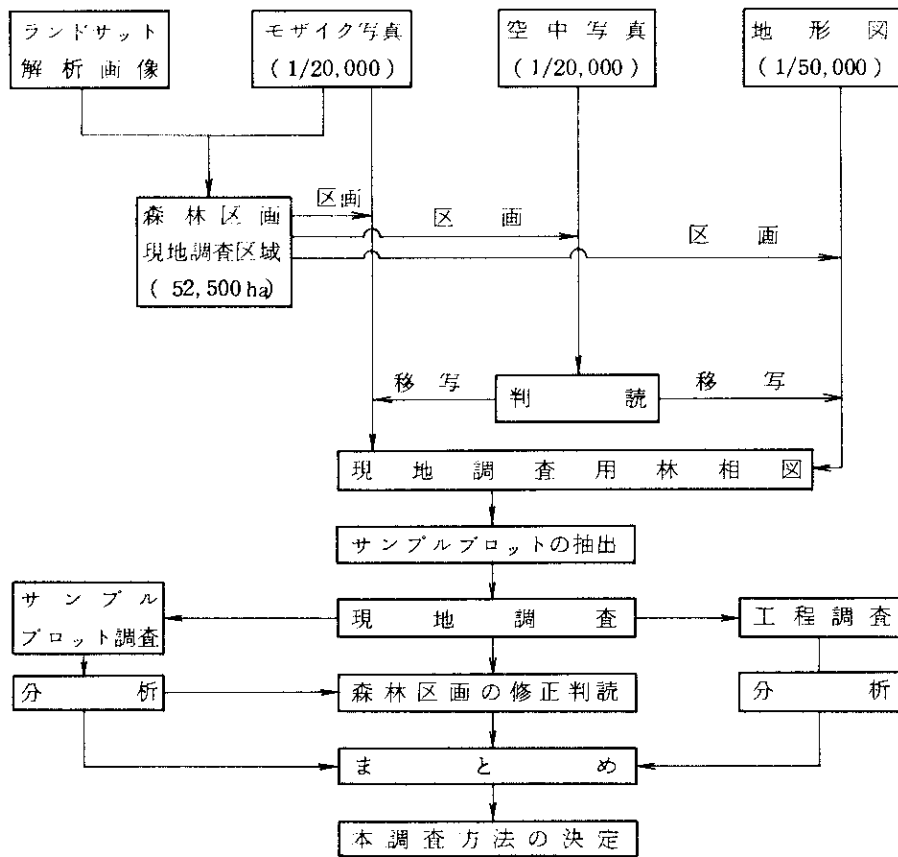 ランドサット
解析画像
モザイク写真
(1/20,000)
空中写真
(1/20,000)
地形図
(1/50,000)
森林区画
現地調査区域
(52,500ha)
区画
区画
区画
移写
判読
移写
現地調査用林相図
サンプルプロットの抽出
サンプル
プロット調査
現地調査
工程調査
分析
森林区画の修正判読
分析
まとめ
本調査方法の決定